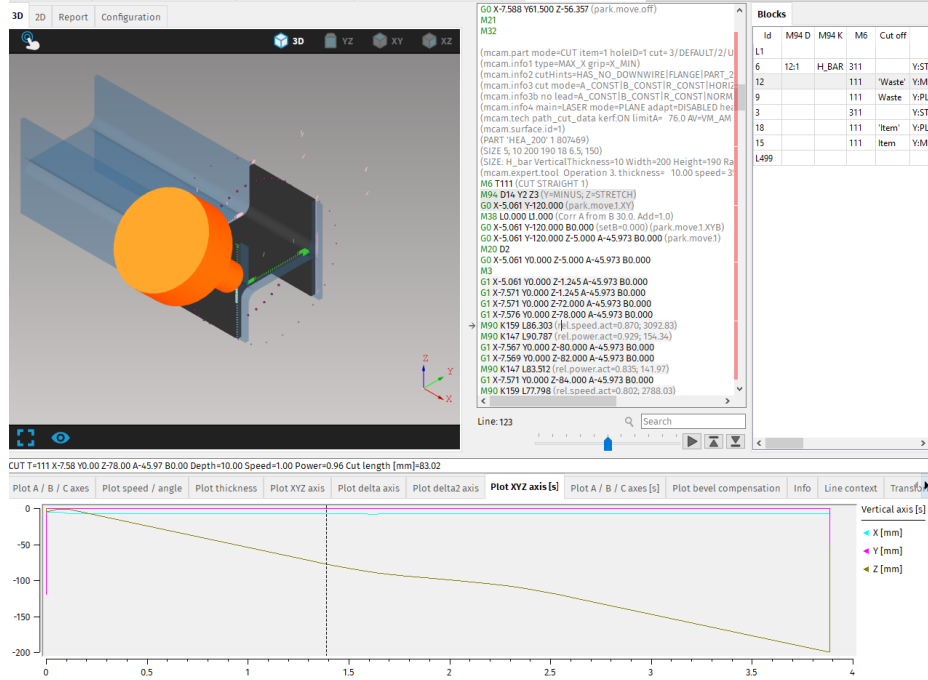 3D 2D Report Configuration
3D YZ XY XZ
Z
Y
X
G0 X-7.588 Y61.500 Z-56.357 (park.move.off)
M21
M32
(mcam.part mode=CUT item=1 holeID=1 cut= 3/DEFAULT/2/U
(mcam.info1 type=MAX_X grip=X_MIN)
(mcam.info2 cutHints=HAS_NO_DOWNWIRE|FLANGE|PART_2
(mcam.info3 cut mode=A_CONST|B_CONST|R_CONST|HORIZ
(mcam.info3b no lead=A_CONST|B_CONST|R_CONST|NORM
(mcam.info4 main=LASER mode=PLANE adapt=DISABLED hea
(mcam.tech path_cut_data kerf:ON limitA= 76.0 AV=VM_AM
(mcam.surface.id=1)
(PART 'HEA_200' 1 807469)
(SIZE 5, 10 200 190 18 6.5, 150)
(SIZE: H_bar VerticalThickness=10 Width=200 Height=190 Ra
(mcam.expert.tool Operation 3. thickness= 10.00 speed= 3
M6 T111 (CUT STRAIGHT 1)
M94 D14 Y2 Z3 (Y=MINUS; Z=STRETCH)
G0 X-5.061 Y-120.000 (park.move.1.XY)
M38 L0.000 L1.000 (Corr A from B 30.0. Add=1.0)
G0 X-5.061 Y-120.000 B0.000 (setB=0.000) (park.move.1.XYB)
G0 X-5.061 Y-120.000 Z-5.000 A-45.973 B0.000 (park.move.1)
M20 D2
G0 X-5.061 Y0.000 Z-5.000 A-45.973 B0.000
M3
G1 X-5.061 Y0.000 Z-1.245 A-45.973 B0.000
G1 X-7.571 Y0.000 Z-1.245 A-45.973 B0.000
G1 X-7.571 Y0.000 Z-72.000 A-45.973 B0.000
G1 X-7.576 Y0.000 Z-78.000 A-45.973 B0.000
M90 K159 L86.303 (rel.speed.act=0.870; 3092.83)
M90 K147 L90.787 (rel.power.act=0.929; 154.34)
G1 X-7.567 Y0.000 Z-80.000 A-45.973 B0.000
G1 X-7.569 Y0.000 Z-82.000 A-45.973 B0.000
M90 K147 L83.512 (rel.power.act=0.835; 141.97)
G1 X-7.571 Y0.000 Z-84.000 A-45.973 B0.000
M90 K159 L77.798 (rel.speed.act=0.802; 2788.03)
Line: 123
Search
Blocks
Id M94 D M94 K M6 Cut off
L1
6 12:1 H_BAR 311 Y:ST
12 111 'Waste' Y:M
9 111 Waste Y:PL
3 311 Y:ST
18 111 'Item' Y:PL
15 111 Item Y:M
L499
CUT T=111 X-7.58 Y0.00 Z-78.00 A-45.97 B0.00 Depth=10.00 Speed=1.00 Power=0.96 Cut length [mm]=83.02
Plot A / B / C axes Plot speed / angle Plot thickness Plot XYZ axis Plot delta axis Plot delta2 axis Plot XYZ axis [s] Plot A / B / C axes [s] Plot bevel compensation Info Line context Transfor
Vertical axis [s]
X [mm]
Y [mm]
Z [mm]
0
-50
-100
-150
-200
0 0.5 1 1.5 2 2.5 3 3.5 4